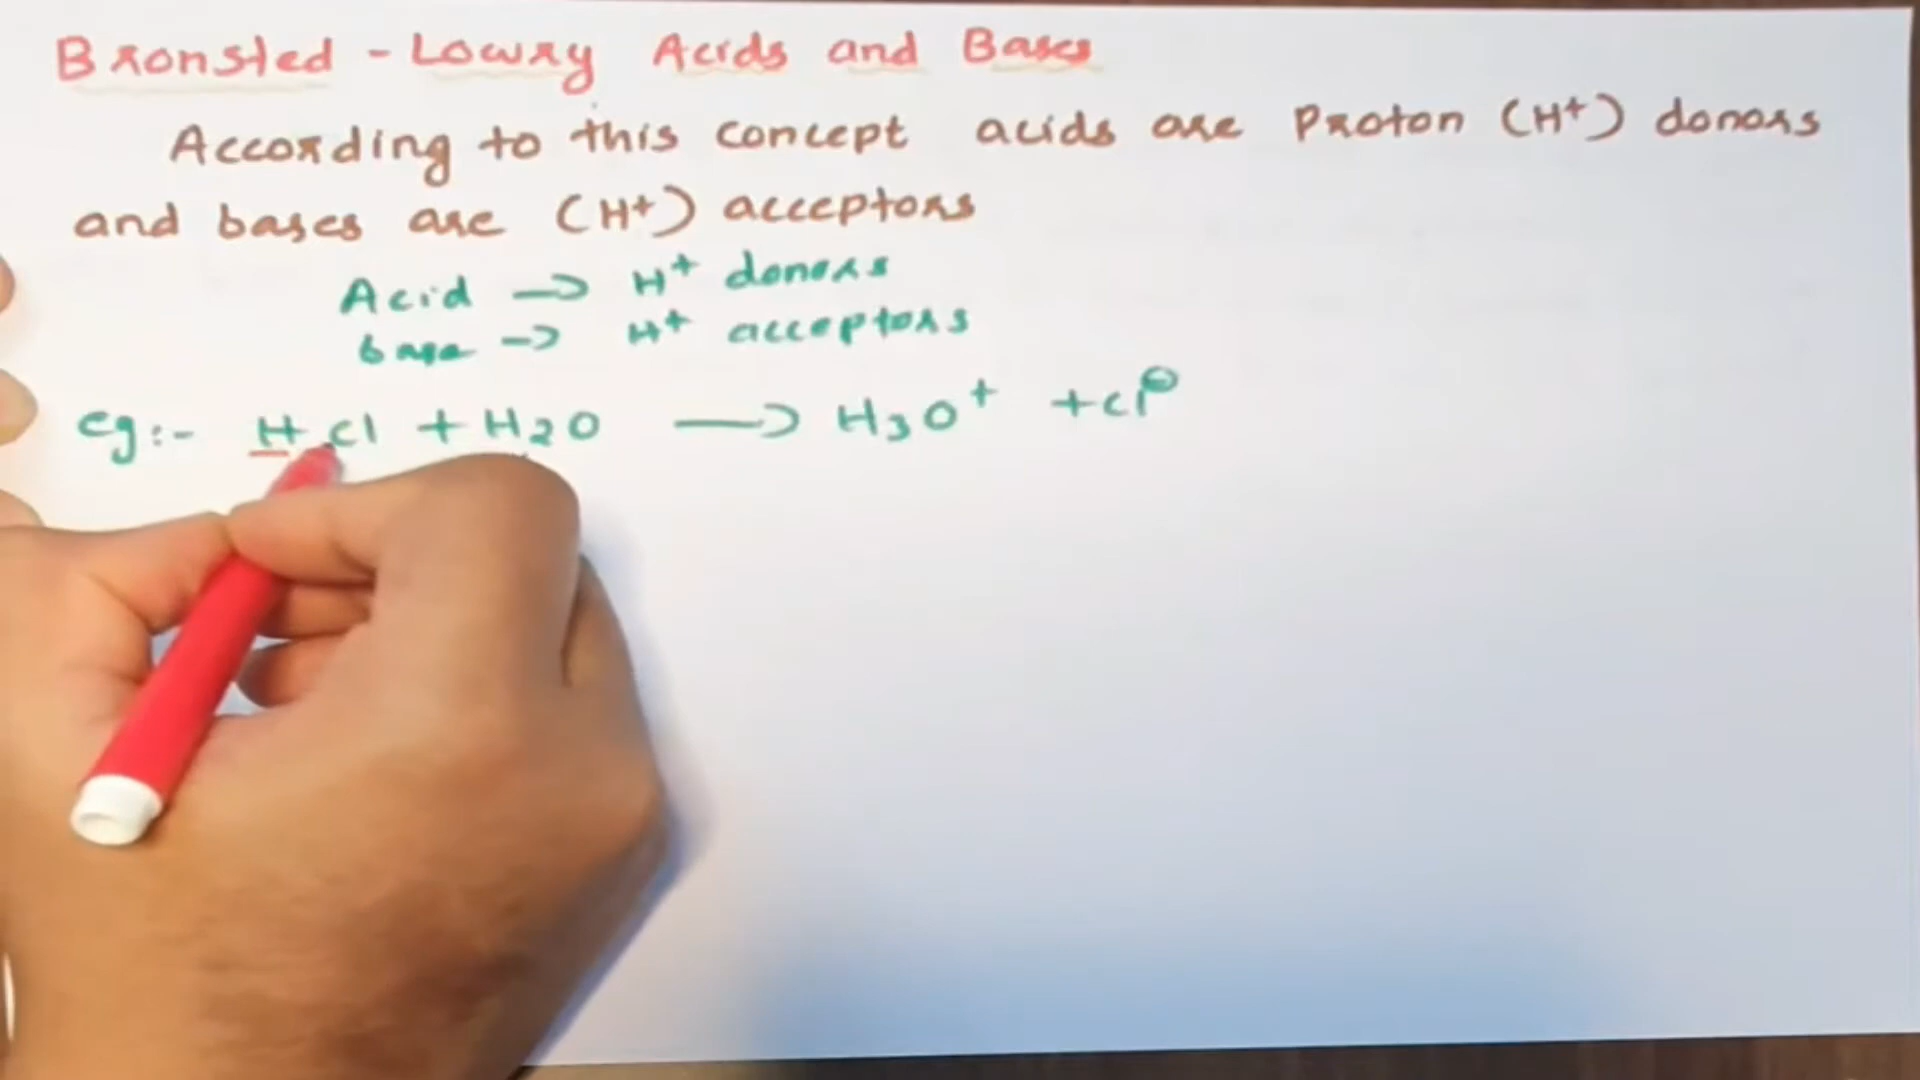 Bronsted - Lowry Acids and Bases
According to this concept acids are Proton (H+) donors
and bases are (H+) acceptors
Acid → H+ donors
base → H+ acceptors
eg:- HCl + H2O → H3O+ + Cl⊖